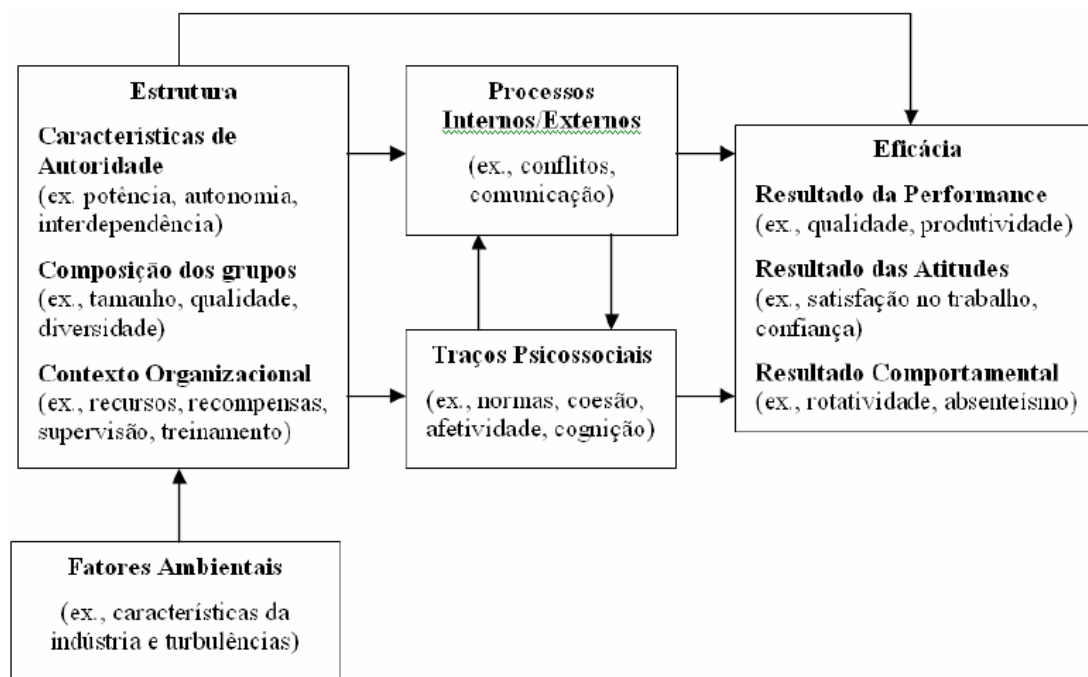 Estrutura
Características de
Autoridade
(ex. potência, autonomia,
interdependência)
Composição dos grupos
(ex., tamanho, qualidade,
diversidade)
Contexto Organizacional
(ex., recursos, recompensas,
supervisão, treinamento)
Processos
Internos/Externos
(ex., conflitos,
comunicação)
Traços Psicossociais
(ex., normas, coesão,
afetividade, cognição)
Eficácia
Resultado da Performance
(ex., qualidade, produtividade)
Resultado das Atitudes
(ex., satisfação no trabalho,
confiança)
Resultado Comportamental
(ex., rotatividade, absenteísmo)
Fatores Ambientais
(ex., características da
indústria e turbulências)